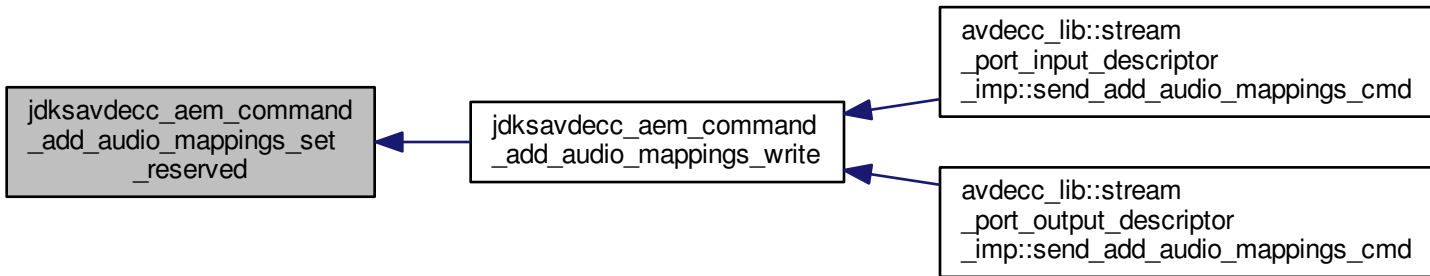 jdksavdecc_aem_command
_add_audio_mappings_set
_reserved
jdksavdecc_aem_command
_add_audio_mappings_write
avdecc_lib::stream
_port_input_descriptor
_imp::send_add_audio_mappings_cmd
avdecc_lib::stream
_port_output_descriptor
_imp::send_add_audio_mappings_cmd